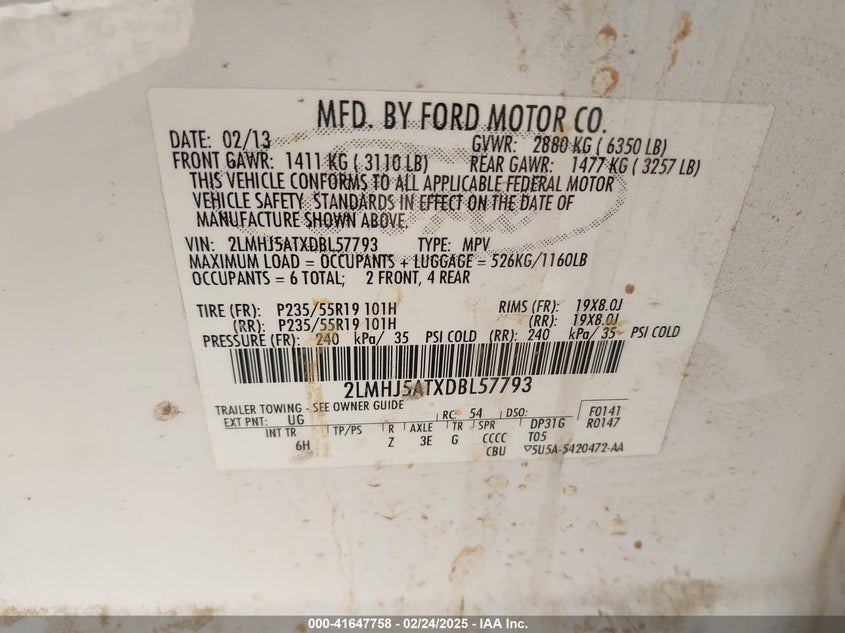 MFD. BY FORD MOTOR CO.
DATE: 02/13 GVWR: 2880 KG ( 6350 LB)
FRONT GAWR: 1411 KG ( 3110 LB) REAR GAWR: 1477 KG ( 3257 LB)
THIS VEHICLE CONFORMS TO ALL APPLICABLE FEDERAL MOTOR
VEHICLE SAFETY. STANDARDS IN EFFECT ON THE DATE OF
MANUFACTURE SHOWN ABOVE.
VIN: 2LMHJ5ATXDBL57793 TYPE: MPV
MAXIMUM LOAD = OCCUPANTS + LUGGAGE = 526KG/1160LB
OCCUPANTS = 6 TOTAL; 2 FRONT, 4 REAR
TIRE (FR): P235/55R19 101H RIMS (FR): 19X8.0J
(RR): P235/55R19 101H (RR): 19X8.0J
PRESSURE (FR): 240 kPa/ 35 PSI COLD (RR): 240 kPa/ 35 PSI COLD
2LMHJ5ATXDBL57793
TRAILER TOWING - SEE OWNER GUIDE
EXT PNT: UG RC: 54 DSO: F0141
INT TR TP/PS R AXLE TR SPR DP31G R0147
6H Z 3E G CCCC T05
CBU 5U5A-5420472-AA
000-41647758 - 02/24/2025 - IAA Inc.